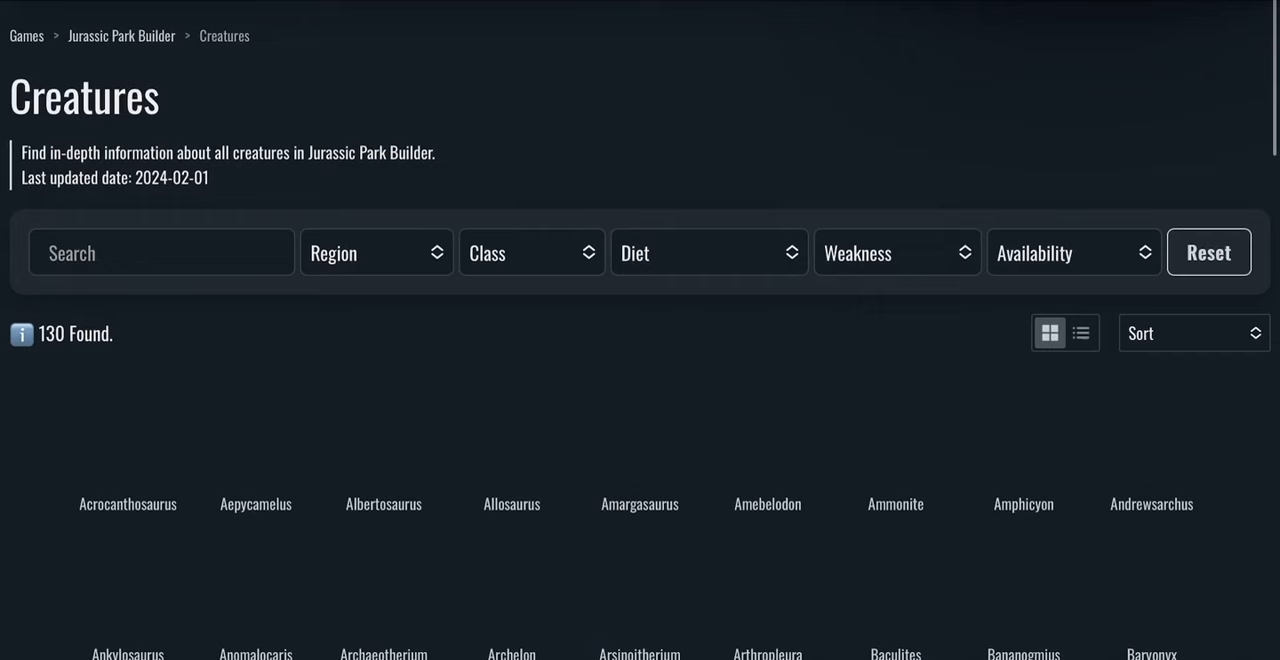 Games > Jurassic Park Builder > Creatures
Creatures
Find in-depth information about all creatures in Jurassic Park Builder.
Last updated date: 2024-02-01
Search Region Class Diet Weakness Availability Reset
130 Found. Sort
Acrocanthosaurus Aepycamelus Albertosaurus Allosaurus Amargasaurus Amebelodon Ammonite Amphicyon Andrewsarchus
Ankylosaurus Anomalocaris Archaeotherium Archelon Arsinoitherium Arthropleura Baculites Bananogmius Baryonyx